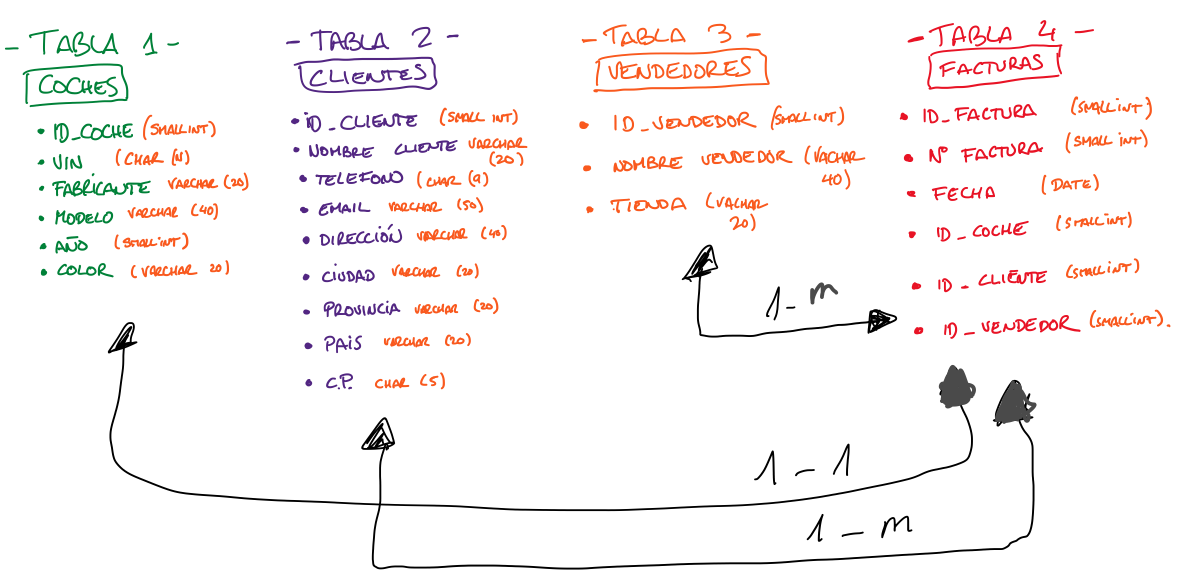 - TABLA 1 -
COCHES
• ID_COCHE (SMALLINT)
• VIN (CHAR (17)
• FABRICANTE VARCHAR (20)
• MODELO VARCHAR (40)
• AÑO (SMALLINT)
• COLOR (VARCHAR 20)
- TABLA 2 -
CLIENTES
• ID_CLIENTE (SMALL INT)
• NOMBRE CLIENTE VARCHAR
(20)
• TELEFONO (CHAR (9)
• EMAIL VARCHAR (50)
• DIRECCIÓN VARCHAR (40)
• CIUDAD VARCHAR (20)
• PROVINCIA VARCHAR (20)
• PAIS VARCHAR (20)
• C.P. CHAR (5)
- TABLA 3 -
VENDEDORES
• ID_VENDEDOR (SMALLINT)
• NOMBRE VENDEDOR (VACHAR
40)
• TIENDA (VACHAR
20)
- TABLA 4 -
FACTURAS
• ID_FACTURA (SMALLINT)
• Nº FACTURA (SMALL INT)
• FECHA (DATE)
• ID_COCHE (SMALLINT)
• ID_CLIENTE (SMALLINT)
• ID_VENDEDOR (SMALLINT).
1-m
1-1
1-m